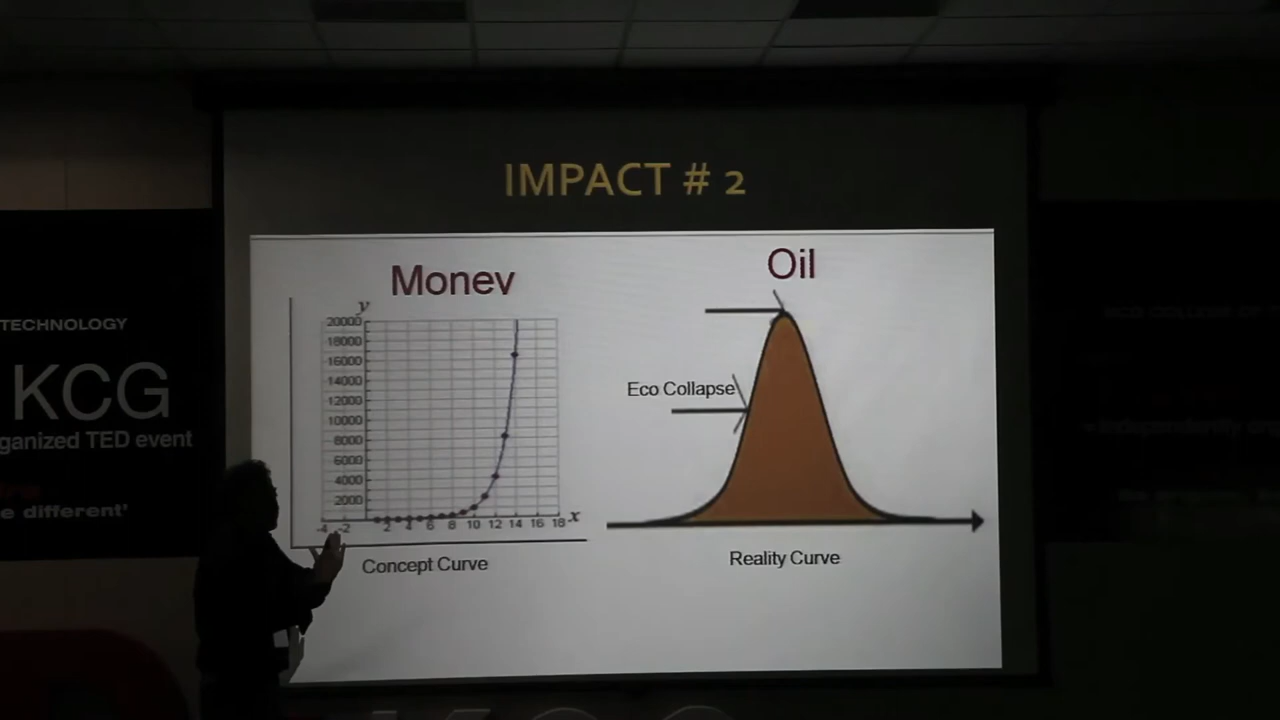 IMPACT # 2
Money
Oil
y
20000
18000
16000
14000
12000
10000
8000
6000
4000
2000
-4 -2 2 4 6 8 10 12 14 16 18 x
Eco Collapse
Concept Curve
Reality Curve
TECHNOLOGY
KCG
ganized TED event
e different'